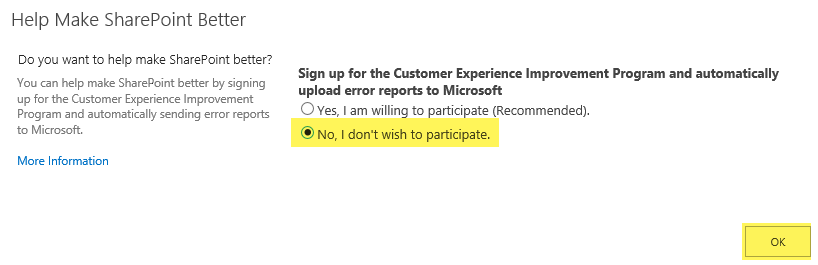 Help Make SharePoint Better
Do you want to help make SharePoint better?
You can help make SharePoint better by signing
up for the Customer Experience Improvement
Program and automatically sending error reports
to Microsoft.
More Information
Sign up for the Customer Experience Improvement Program and automatically
upload error reports to Microsoft
Yes, I am willing to participate (Recommended).
No, I don't wish to participate.
OK